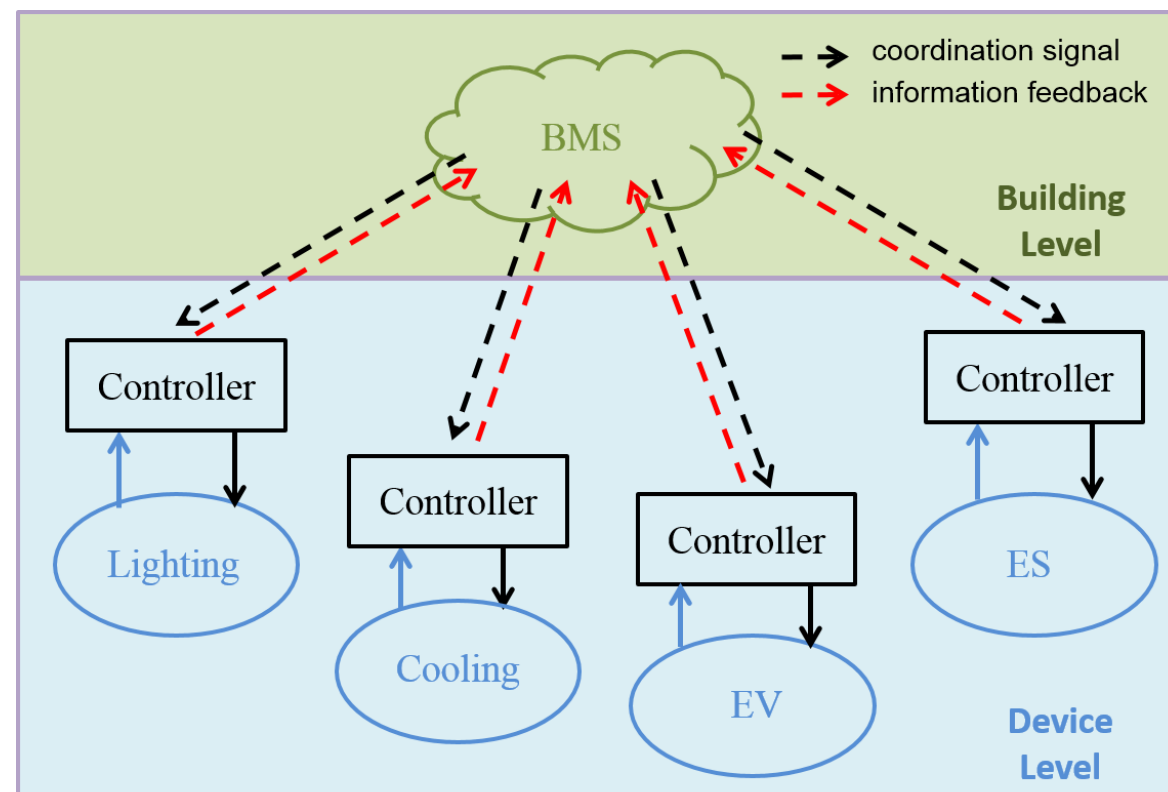 coordination signal
information feedback
BMS
Building
Level
Controller
Controller
Controller
Controller
Lighting
Cooling
EV
ES
Device
Level